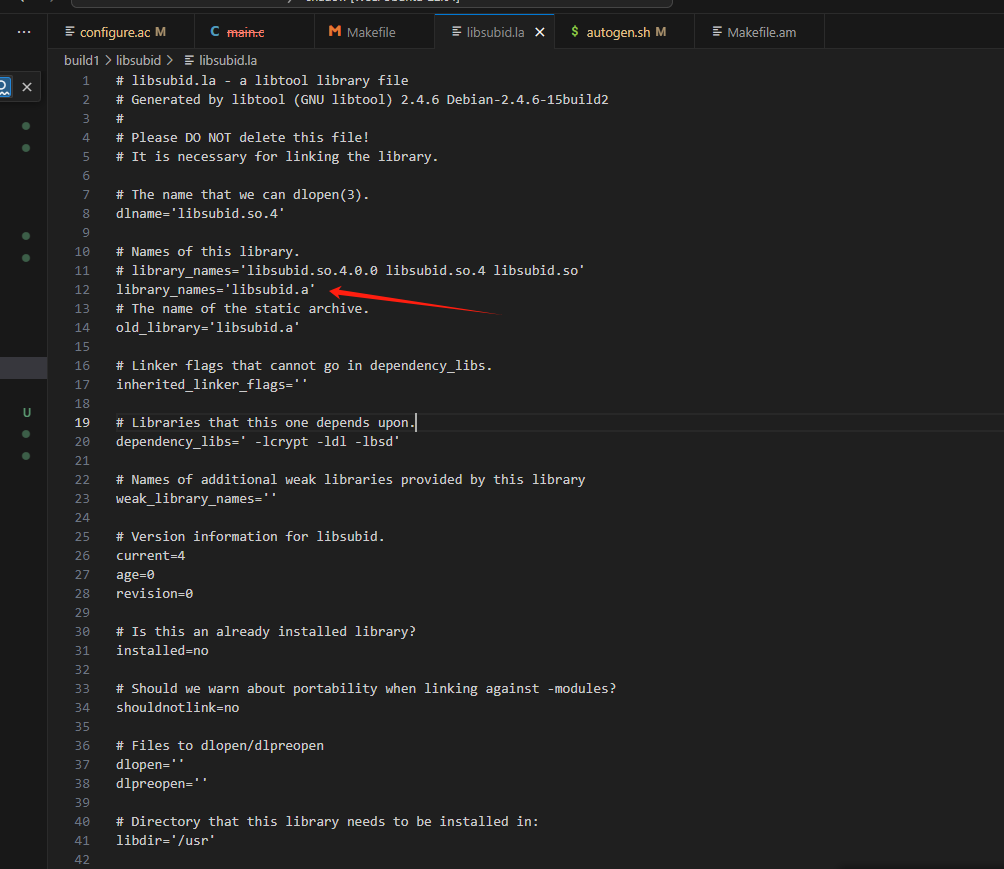 configure.ac M
C main.c
M Makefile
libsubid.la
$ autogen.sh M
Makefile.am
build1 > libsubid > libsubid.la
1 # libsubid.la - a libtool library file
2 # Generated by libtool (GNU libtool) 2.4.6 Debian-2.4.6-15build2
3 #
4 # Please DO NOT delete this file!
5 # It is necessary for linking the library.
6
7 # The name that we can dlopen(3).
8 dlname='libsubid.so.4'
9
10 # Names of this library.
11 # library_names='libsubid.so.4.0.0 libsubid.so.4 libsubid.so'
12 library_names='libsubid.a'
13 # The name of the static archive.
14 old_library='libsubid.a'
15
16 # Linker flags that cannot go in dependency_libs.
17 inherited_linker_flags=''
18
19 # Libraries that this one depends upon.
20 dependency_libs=' -lcrypt -ldl -lbsd'
21
22 # Names of additional weak libraries provided by this library
23 weak_library_names=''
24
25 # Version information for libsubid.
26 current=4
27 age=0
28 revision=0
29
30 # Is this an already installed library?
31 installed=no
32
33 # Should we warn about portability when linking against -modules?
34 shouldnotlink=no
35
36 # Files to dlopen/dlpreopen
37 dlopen=''
38 dlpreopen=''
39
40 # Directory that this library needs to be installed in:
41 libdir='/usr'
42
U